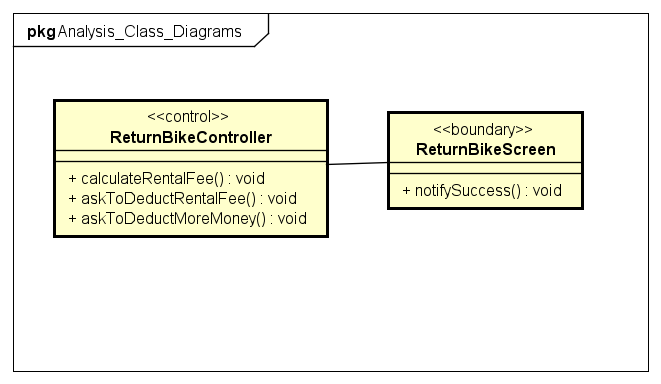 pkg Analysis_Class_Diagrams
<<control>>
ReturnBikeController
+ calculateRentalFee() : void
+ askToDeductRentalFee() : void
+ askToDeductMoreMoney() : void
<<boundary>>
ReturnBikeScreen
+ notifySuccess() : void